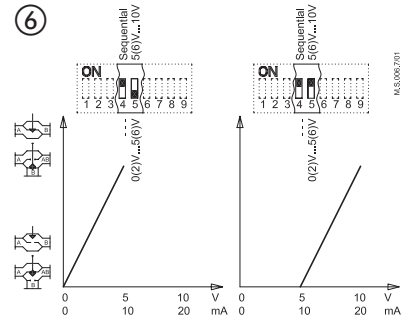 6
Sequential
5(6)V...10V
ON
1 2 3 4 5 6 7 8 9
- - -
0(2)V...5(6)V
Sequential
5(6)V...10V
ON
1 2 3 4 5 6 7 8 9
- - -
0(2)V...5(6)V
M.S.006.7/01
A B
A AB
B
A B
A AB
B
0 5 10 V
0 10 20 mA
0 5 10 V
0 10 20 mA